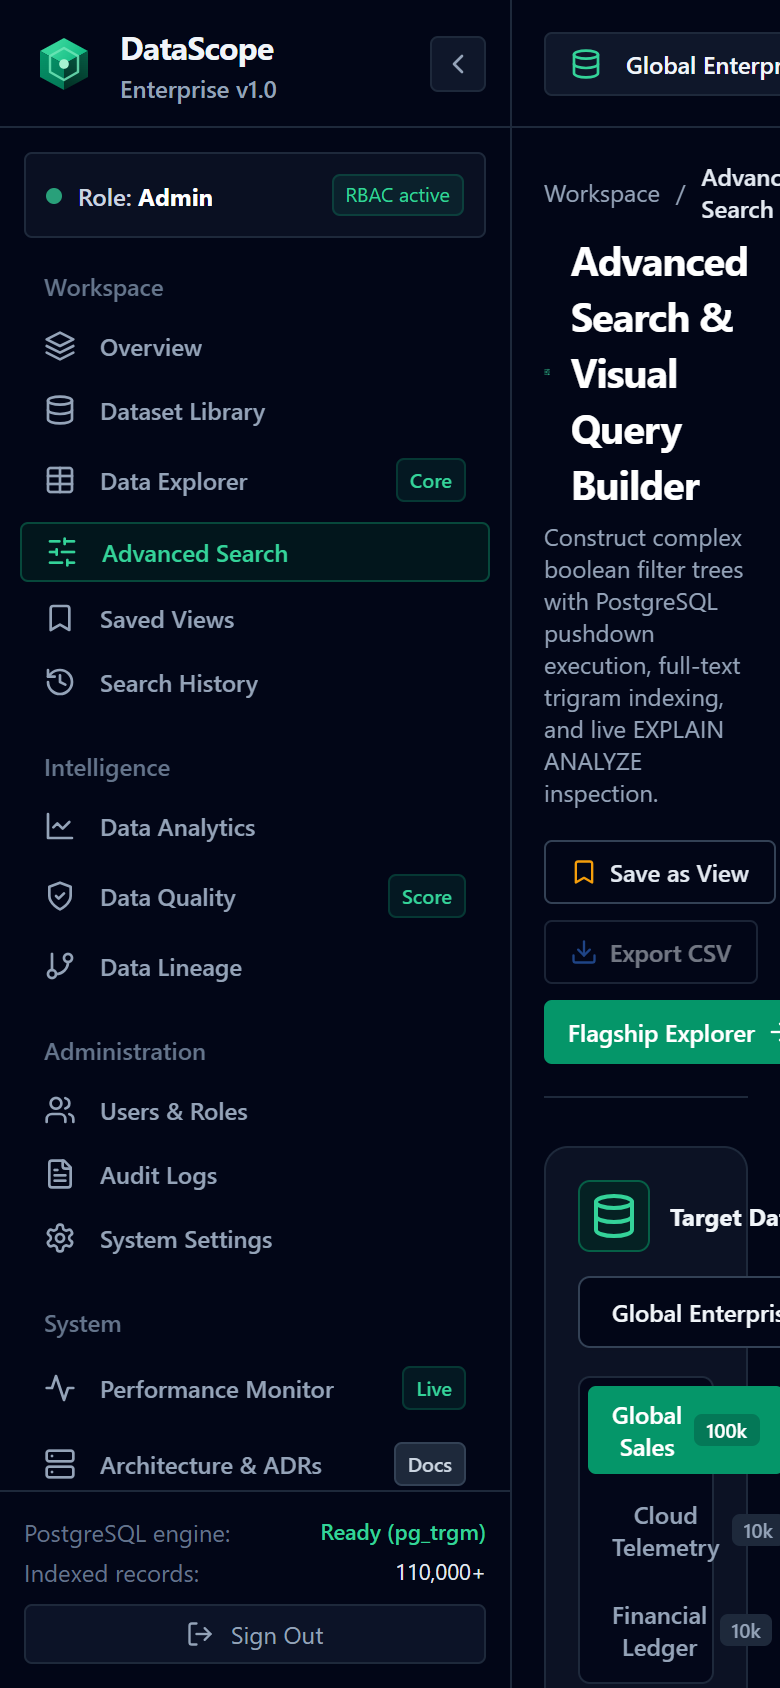 DataScope
Enterprise v1.0
Role: Admin
RBAC active
Workspace
Overview
Dataset Library
Data Explorer
Core
Advanced Search
Saved Views
Search History
Intelligence
Data Analytics
Data Quality
Score
Data Lineage
Administration
Users & Roles
Audit Logs
System Settings
System
Performance Monitor
Live
Architecture & ADRs
Docs
PostgreSQL engine:
Ready (pg_trgm)
Indexed records:
110,000+
Sign Out
Global Enterpr
Workspace /
Advanc
Search
Advanced
Search &
Visual
Query
Builder
Construct complex
boolean filter trees
with PostgreSQL
pushdown
execution, full-text
trigram indexing,
and live EXPLAIN
ANALYZE
inspection.
Save as View
Export CSV
Flagship Explorer
Target Da
Global Enterpris
Global
Sales
100k
Cloud
Telemetry
10k
Financial
Ledger
10k